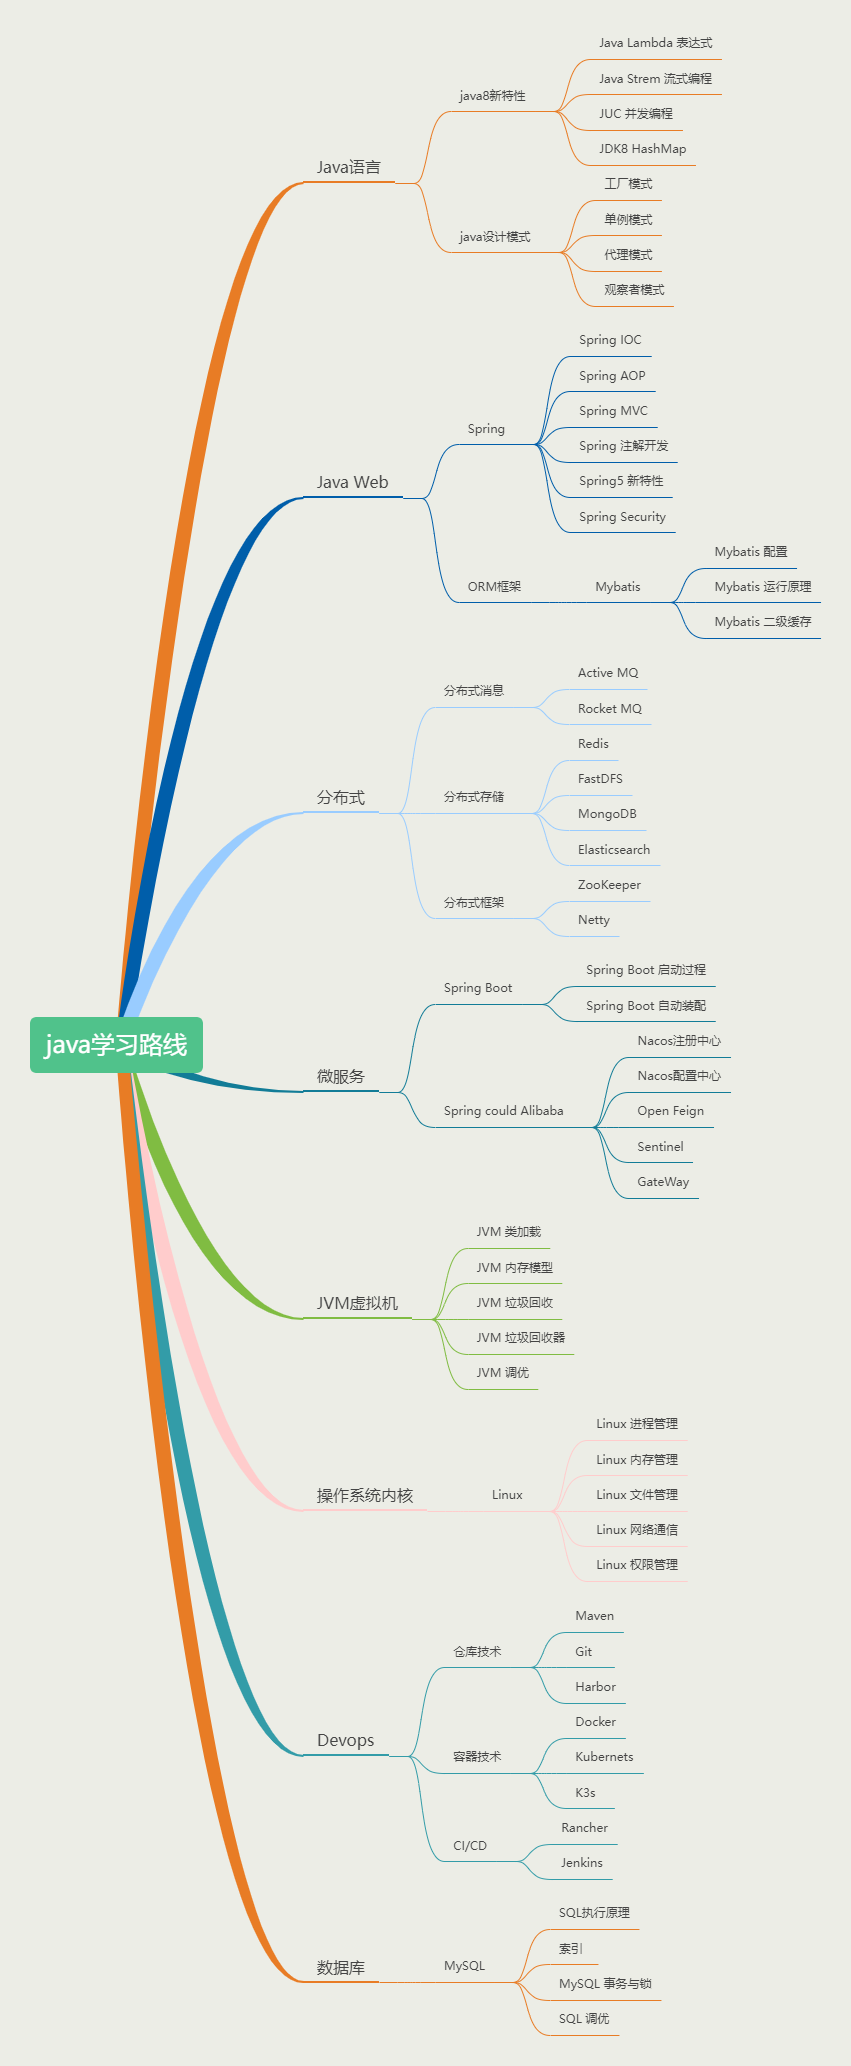 java学习路线
Java语言
java8新特性
Java Lambda 表达式
Java Strem 流式编程
JUC 并发编程
JDK8 HashMap
java设计模式
工厂模式
单例模式
代理模式
观察者模式
Java Web
Spring
Spring IOC
Spring AOP
Spring MVC
Spring 注解开发
Spring5 新特性
Spring Security
ORM框架
Mybatis
Mybatis 配置
Mybatis 运行原理
Mybatis 二级缓存
分布式
分布式消息
Active MQ
Rocket MQ
分布式存储
Redis
FastDFS
MongoDB
Elasticsearch
分布式框架
ZooKeeper
Netty
微服务
Spring Boot
Spring Boot 启动过程
Spring Boot 自动装配
Spring could Alibaba
Nacos注册中心
Nacos配置中心
Open Feign
Sentinel
GateWay
JVM虚拟机
JVM 类加载
JVM 内存模型
JVM 垃圾回收
JVM 垃圾回收器
JVM 调优
操作系统内核
Linux
Linux 进程管理
Linux 内存管理
Linux 文件管理
Linux 网络通信
Linux 权限管理
Devops
仓库技术
Maven
Git
Harbor
容器技术
Docker
Kubernets
K3s
CI/CD
Rancher
Jenkins
数据库
MySQL
SQL执行原理
索引
MySQL 事务与锁
SQL 调优